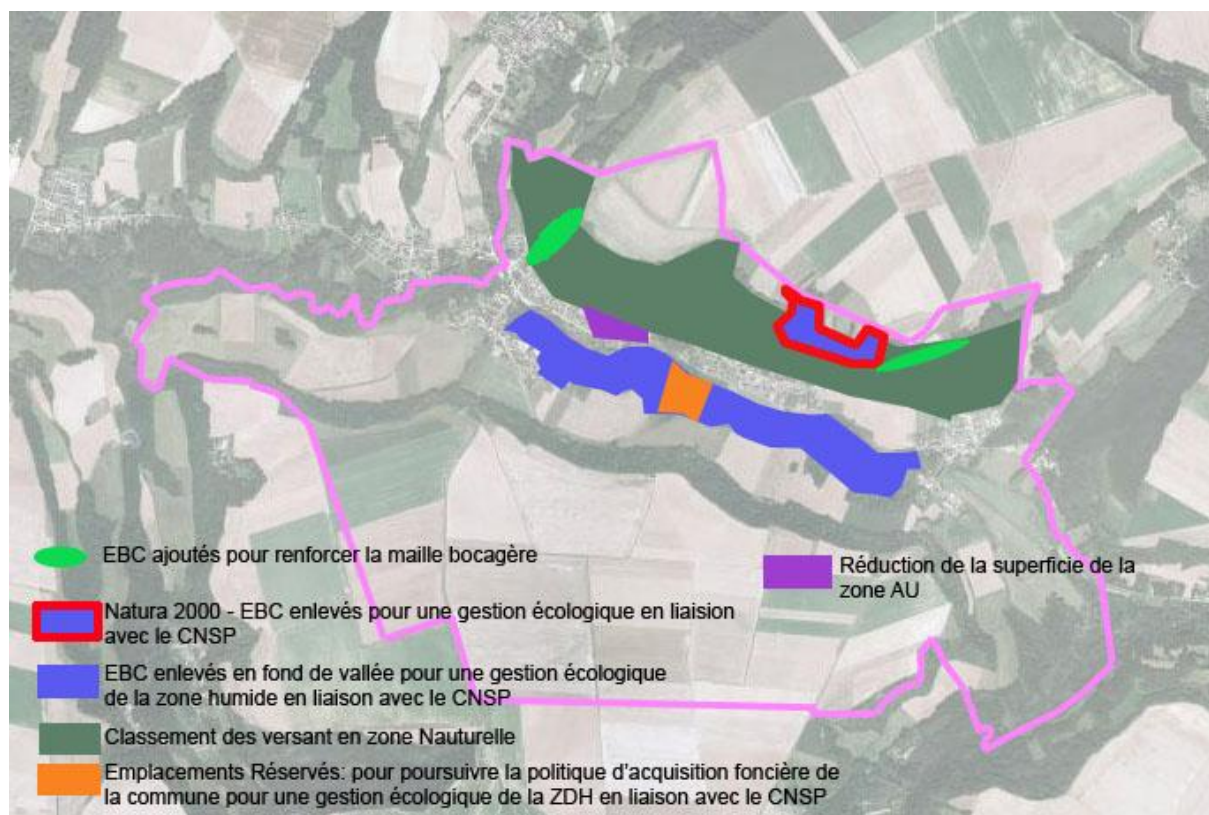 EBC ajoutés pour renforcer la maille bocagère
Natura 2000 - EBC enlevés pour une gestion écologique en liaision
avec le CNSP
EBC enlevés en fond de vallée pour une gestion écologique
de la zone humide en liaison avec le CNSP
Classement des versant en zone Nauturelle
Emplacements Réservés: pour poursuivre la politique d'acquisition foncière de
la commune pour une gestion écologique de la ZDH en liaison avec le CNSP
Réduction de la superficie de la
zone AU